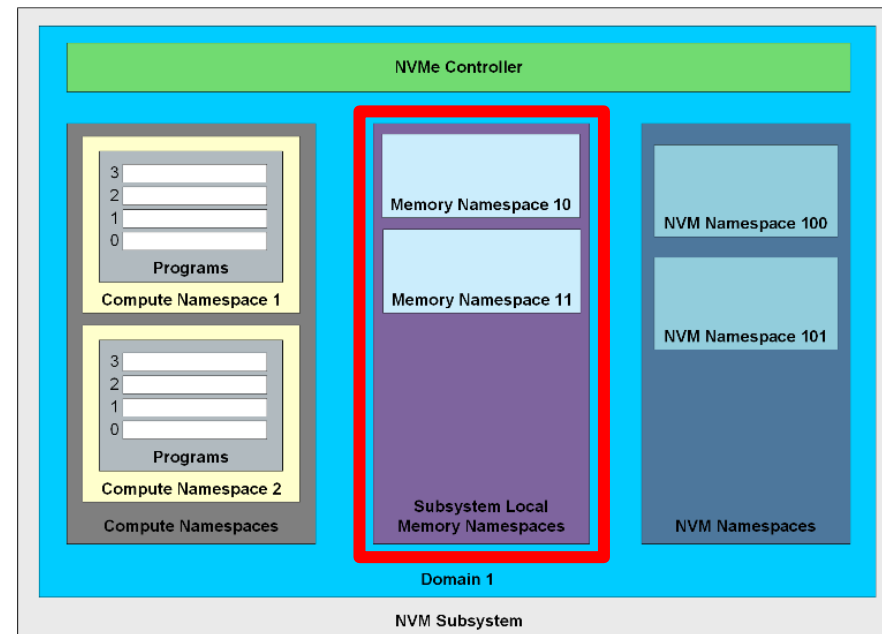 NVMe Controller
3
2
1
0
Programs
Compute Namespace 1
3
2
1
0
Programs
Compute Namespace 2
Compute Namespaces
Memory Namespace 10
Memory Namespace 11
Subsystem Local
Memory Namespaces
NVM Namespace 100
NVM Namespace 101
NVM Namespaces
Domain 1
NVM Subsystem